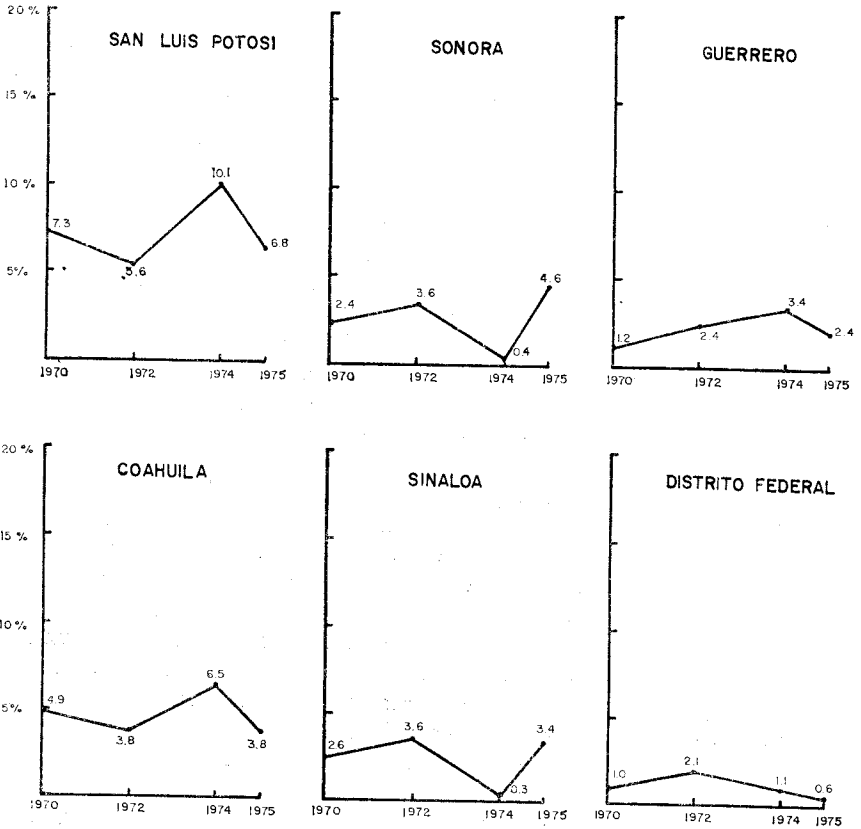 20%
15 %
10 %
5%
SAN LUIS POTOSI
7.3
5.6
10.1
6.8
1970 1972 1974 1975
SONORA
2.4
3.6
0.4
4.6
1970 1972 1974 1975
GUERRERO
1.2
2.4
3.4
2.4
1970 1972 1974 1975
20%
15 %
10 %
5%
COAHUILA
4.9
3.8
6.5
3.8
1970 1972 1974 1975
SINALOA
2.6
3.6
0.3
3.4
1970 1972 1974 1975
DISTRITO FEDERAL
1.0
2.1
1.1
0.6
1970 1972 1974 1975